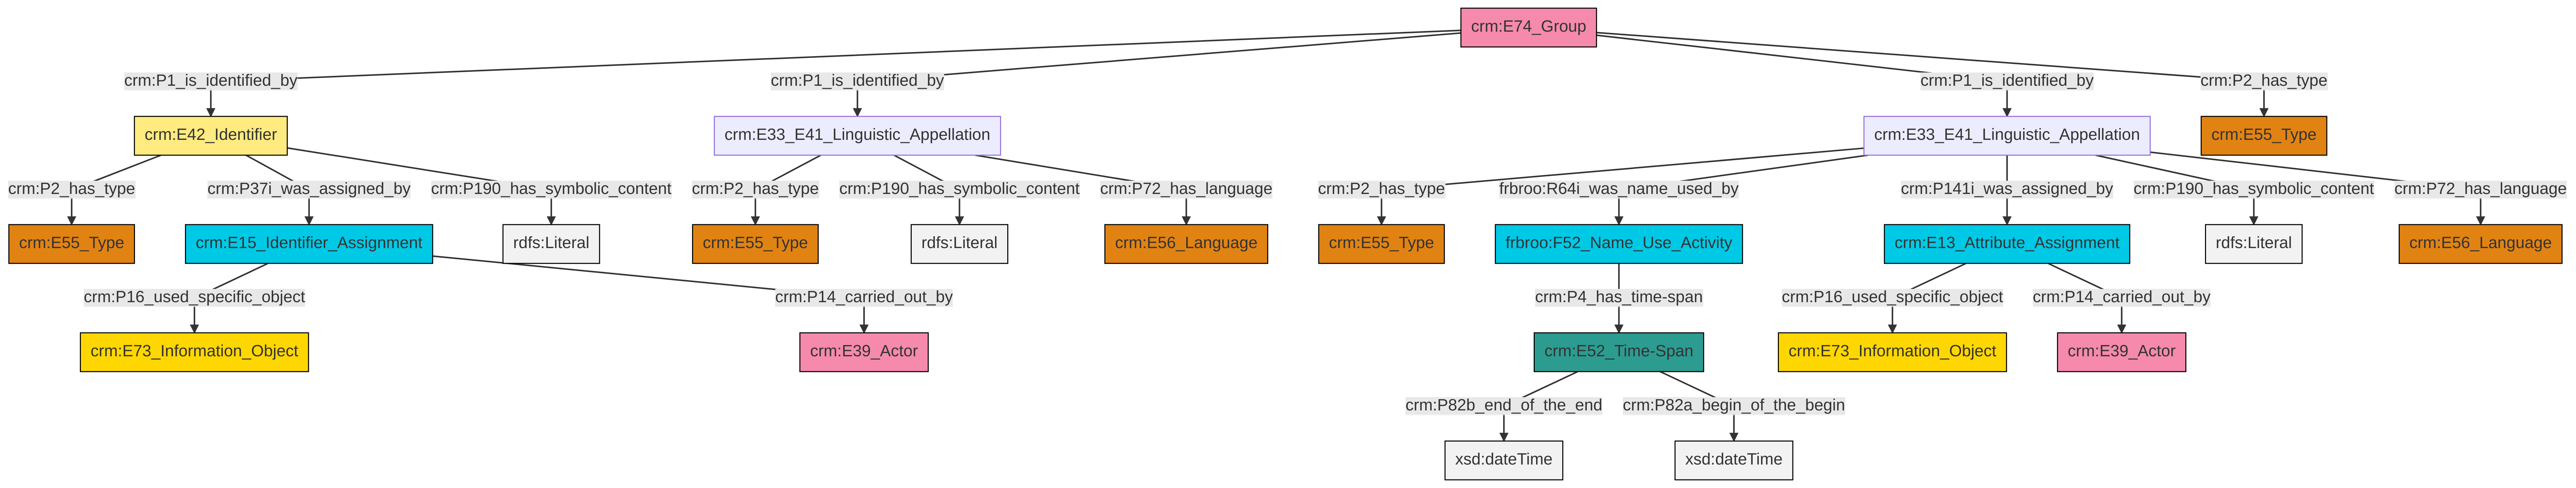 crm:E74_Group
crm:P1_is_identified_by
crm:P1_is_identified_by
crm:P1_is_identified_by
crm:P2_has_type
crm:E42_Identifier
crm:E33_E41_Linguistic_Appellation
crm:E33_E41_Linguistic_Appellation
crm:E55_Type
crm:P2_has_type
crm:P37i_was_assigned_by
crm:P190_has_symbolic_content
crm:P2_has_type
crm:P190_has_symbolic_content
crm:P72_has_language
crm:P2_has_type
frbroo:R64i_was_name_used_by
crm:P141i_was_assigned_by
crm:P190_has_symbolic_content
crm:P72_has_language
crm:E55_Type
crm:E15_Identifier_Assignment
rdfs:Literal
crm:E55_Type
rdfs:Literal
crm:E56_Language
crm:E55_Type
frbroo:F52_Name_Use_Activity
crm:E13_Attribute_Assignment
rdfs:Literal
crm:E56_Language
crm:P16_used_specific_object
crm:P14_carried_out_by
crm:P4_has_time-span
crm:P16_used_specific_object
crm:P14_carried_out_by
crm:E73_Information_Object
crm:E39_Actor
crm:E52_Time-Span
crm:E73_Information_Object
crm:E39_Actor
crm:P82b_end_of_the_end
crm:P82a_begin_of_the_begin
xsd:dateTime
xsd:dateTime